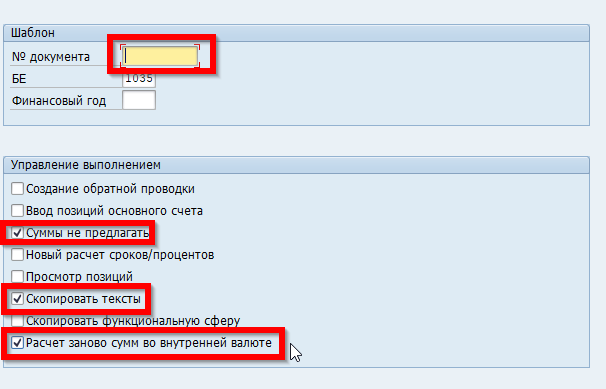 Шаблон
№ документа
БЕ 1035
Финансовый год
Управление выполнением
Создание обратной проводки
Ввод позиций основного счета
Суммы не предлагать
Новый расчет сроков/процентов
Просмотр позиций
Скопировать тексты
Скопировать функциональную сферу
Расчет заново сумм во внутренней валюте